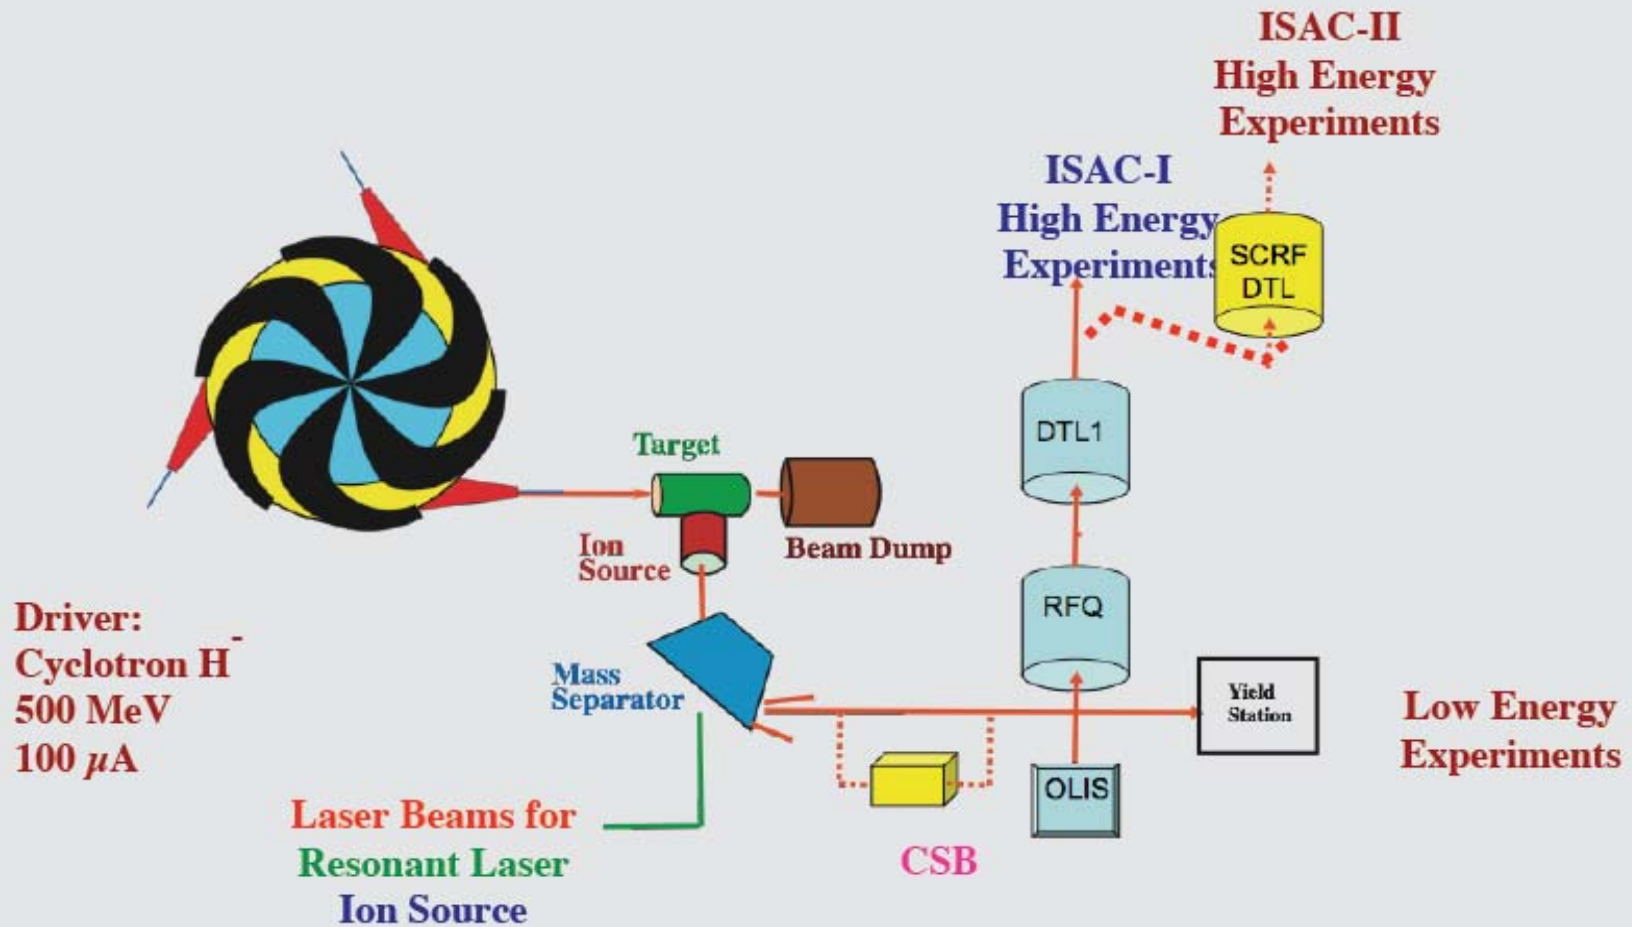 ISAC-II
High Energy
Experiments
ISAC-I
High Energy
Experiments
SCRF
DTL
DTL1
Target
Ion
Source
Beam Dump
RFQ
Driver:
Cyclotron H⁻
500 MeV
100 µA
Mass
Separator
Yield
Station
Low Energy
Experiments
OLIS
CSB
Laser Beams for
Resonant Laser
Ion Source